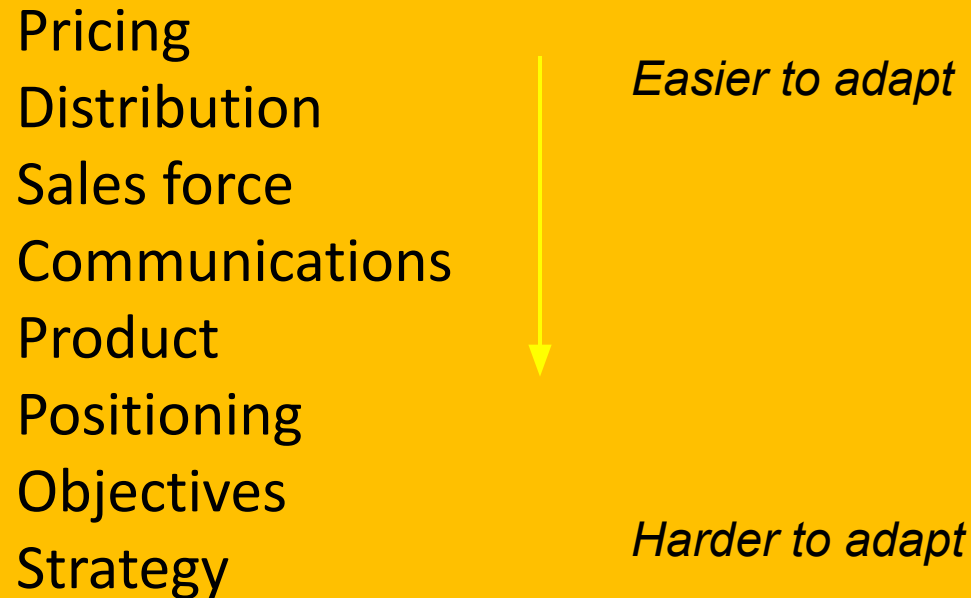 Pricing
Easier to adapt
Distribution
Sales force
Communications
Product
Positioning
Objectives
Harder to adapt
Strategy